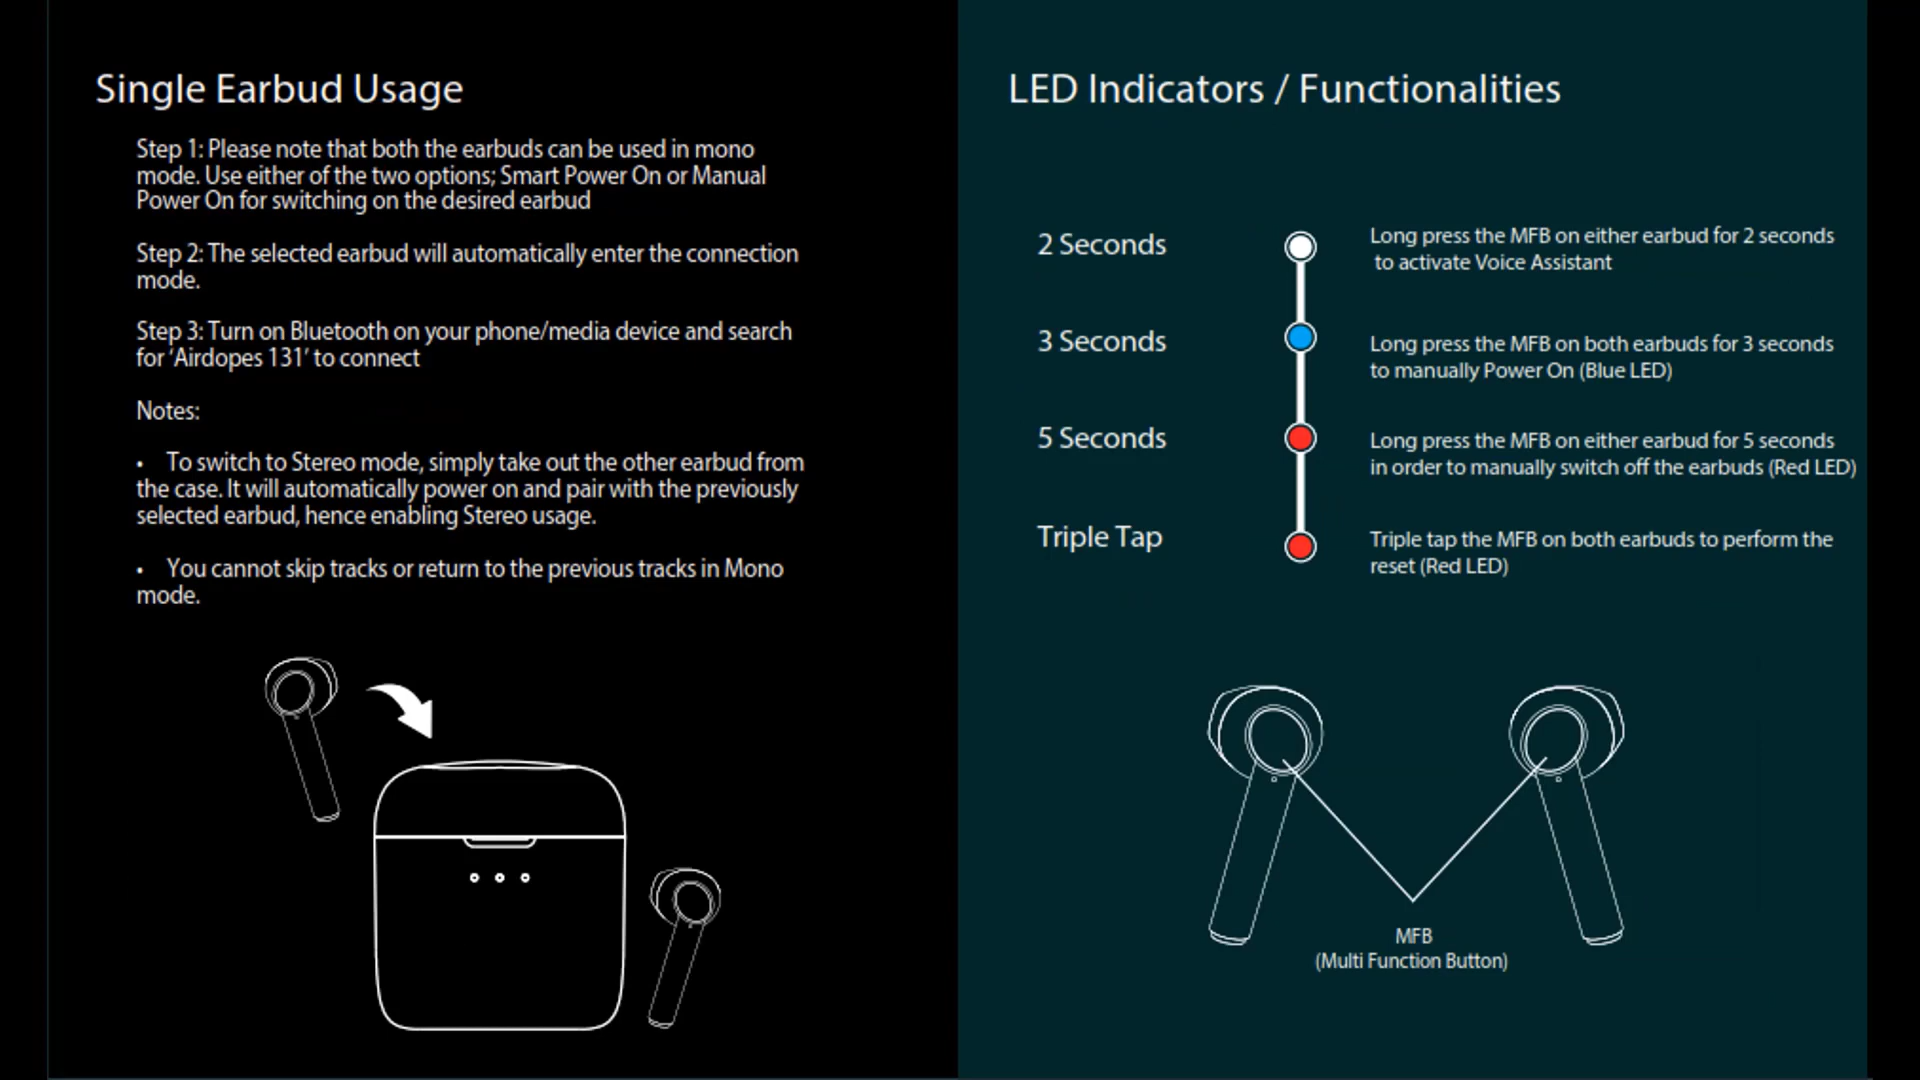 Single Earbud Usage
Step 1: Please note that both the earbuds can be used in mono
mode. Use either of the two options; Smart Power On or Manual
Power On for switching on the desired earbud
Step 2: The selected earbud will automatically enter the connection
mode.
Step 3: Turn on Bluetooth on your phone/media device and search
for ‘Airdopes 131’ to connect
Notes:
• To switch to Stereo mode, simply take out the other earbud from
the case. It will automatically power on and pair with the previously
selected earbud, hence enabling Stereo usage.
• You cannot skip tracks or return to the previous tracks in Mono
mode.
LED Indicators / Functionalities
2 Seconds
Long press the MFB on either earbud for 2 seconds
to activate Voice Assistant
3 Seconds
Long press the MFB on both earbuds for 3 seconds
to manually Power On (Blue LED)
5 Seconds
Long press the MFB on either earbud for 5 seconds
in order to manually switch off the earbuds (Red LED)
Triple Tap
Triple tap the MFB on both earbuds to perform the
reset (Red LED)
MFB
(Multi Function Button)